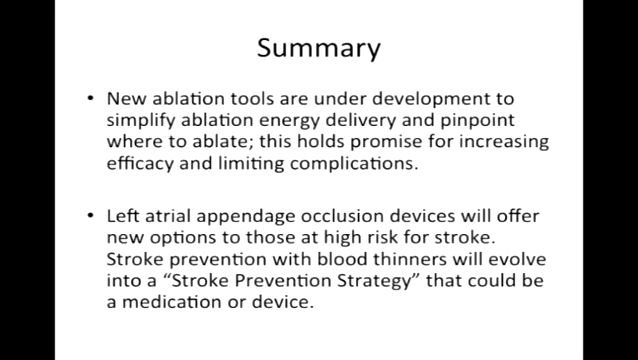 Summary
• New ablation tools are under development to
simplify ablation energy delivery and pinpoint
where to ablate; this holds promise for increasing
efficacy and limiting complications.
• Left atrial appendage occlusion devices will offer
new options to those at high risk for stroke.
Stroke prevention with blood thinners will evolve
into a “Stroke Prevention Strategy” that could be
a medication or device.